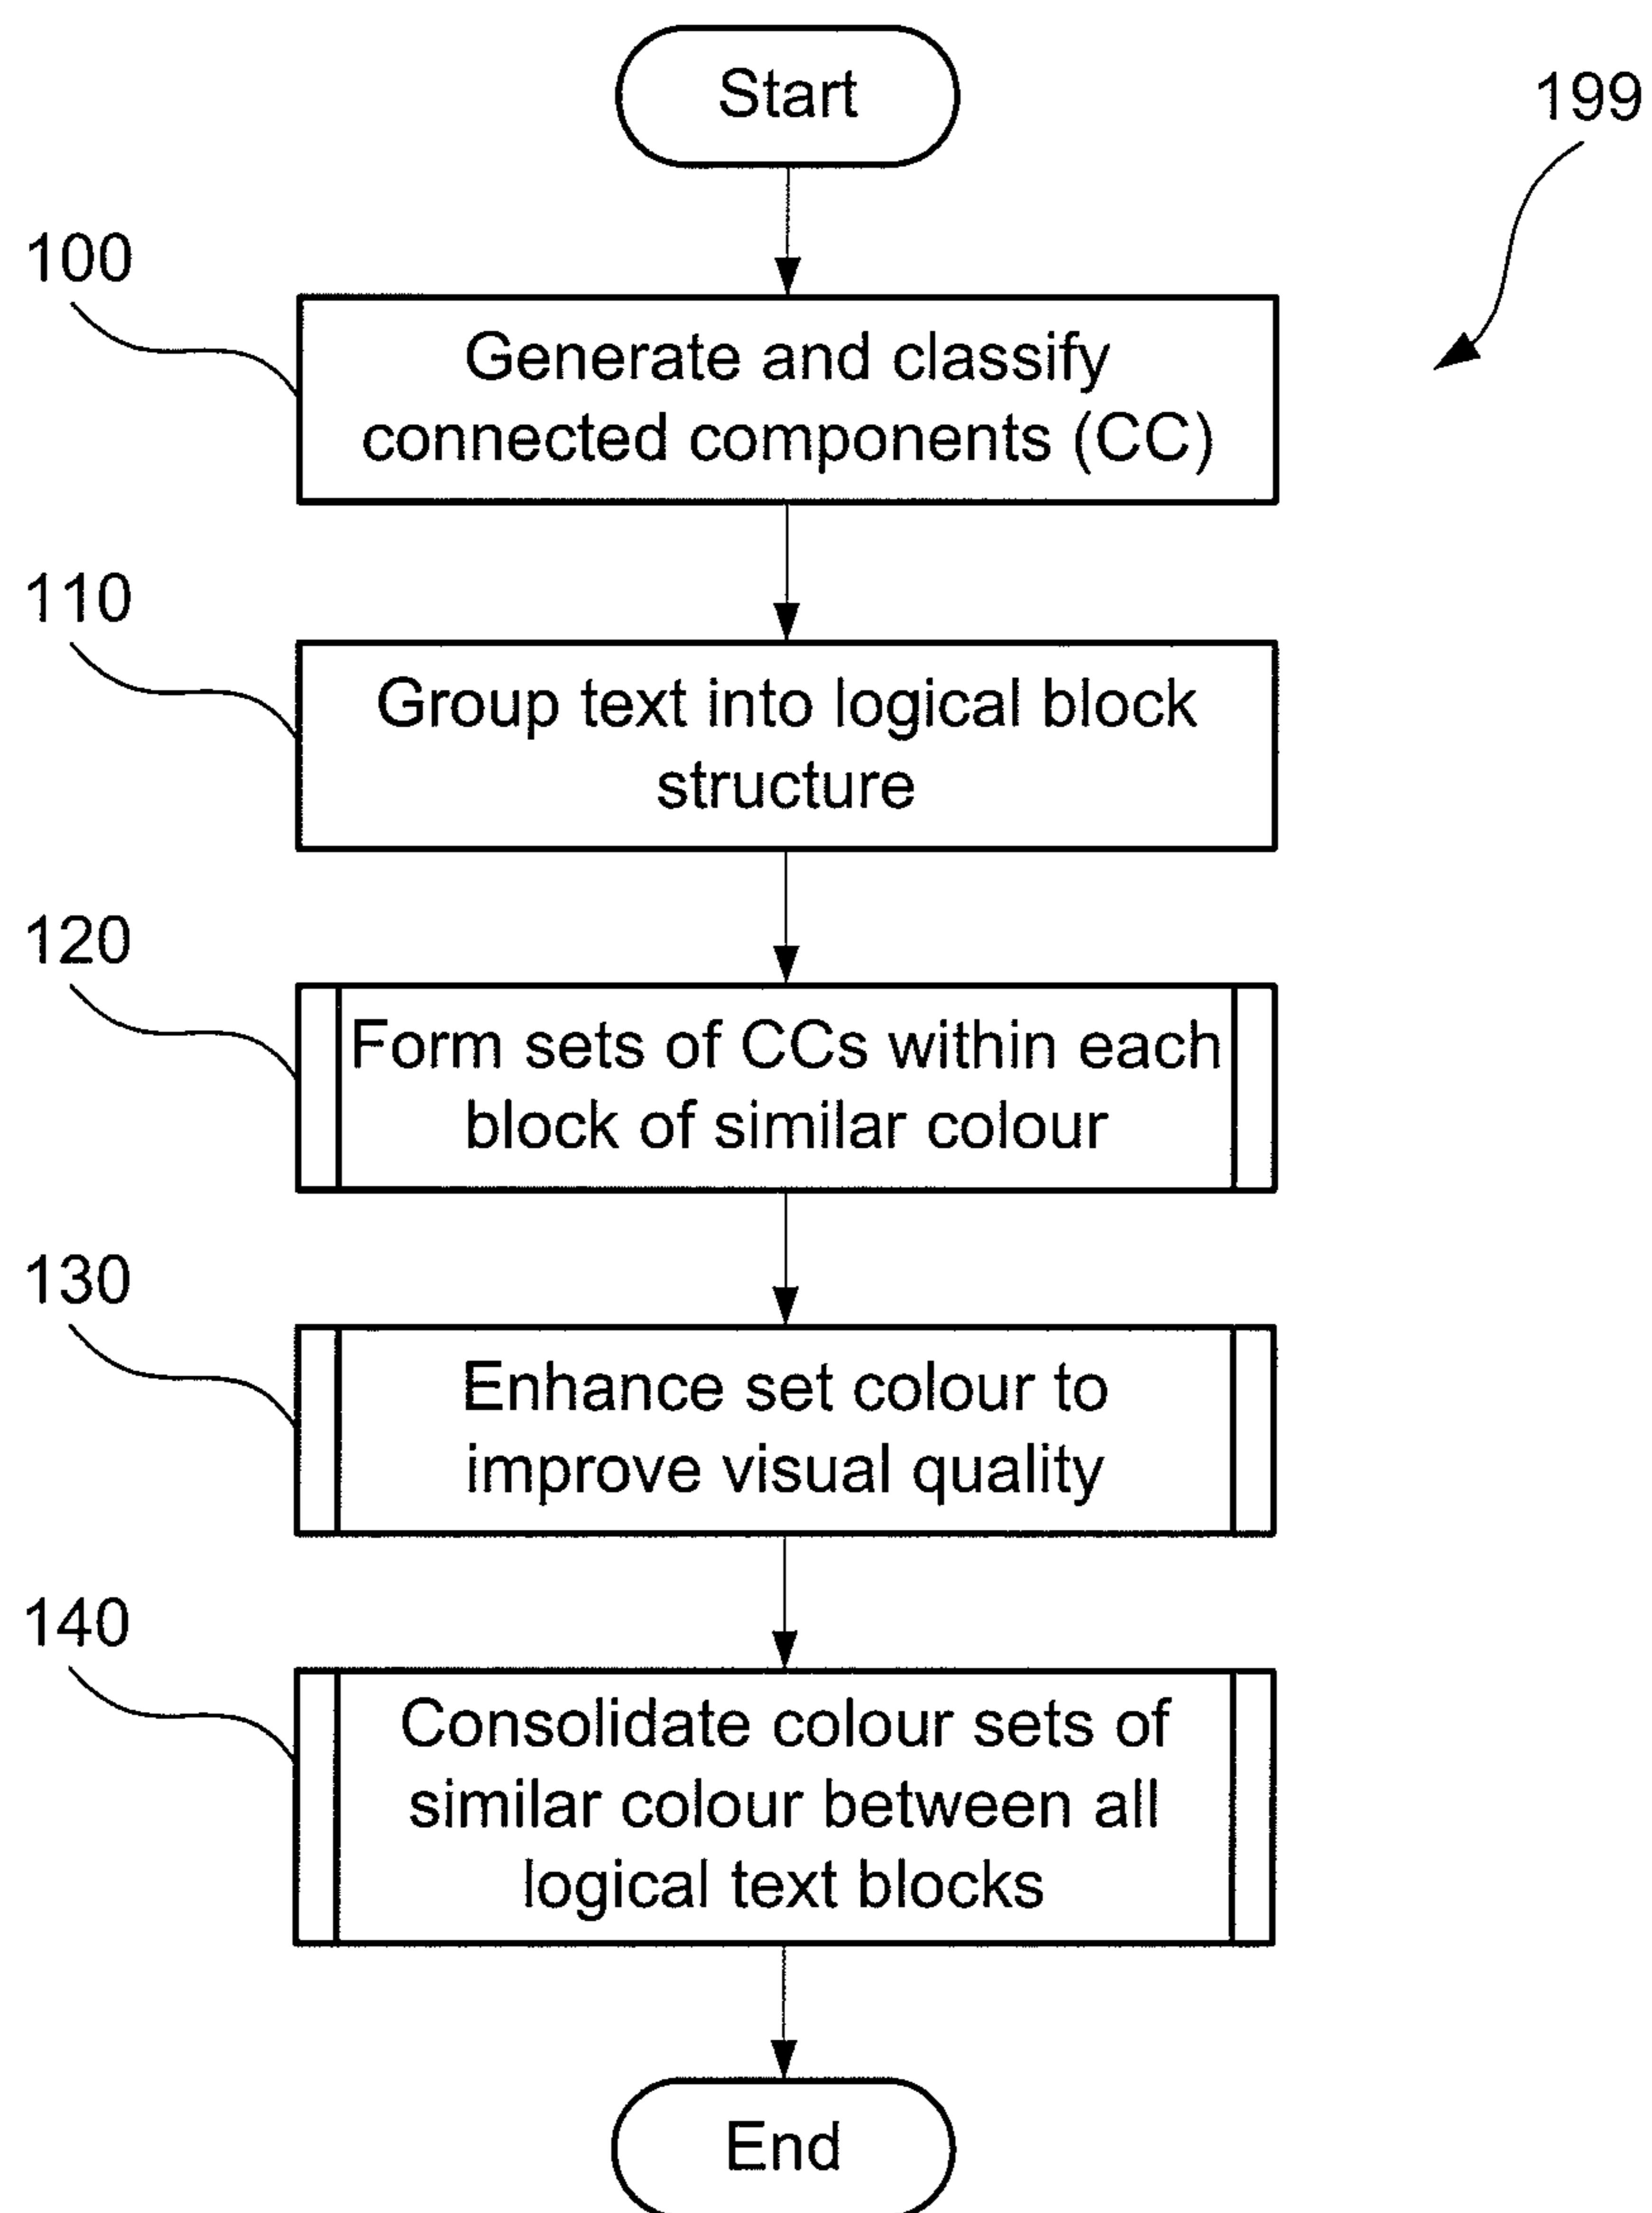 Start
199
100
Generate and classify
connected components (CC)
110
Group text into logical block
structure
120
Form sets of CCs within each
block of similar colour
130
Enhance set colour to
improve visual quality
140
Consolidate colour sets of
similar colour between all
logical text blocks
End